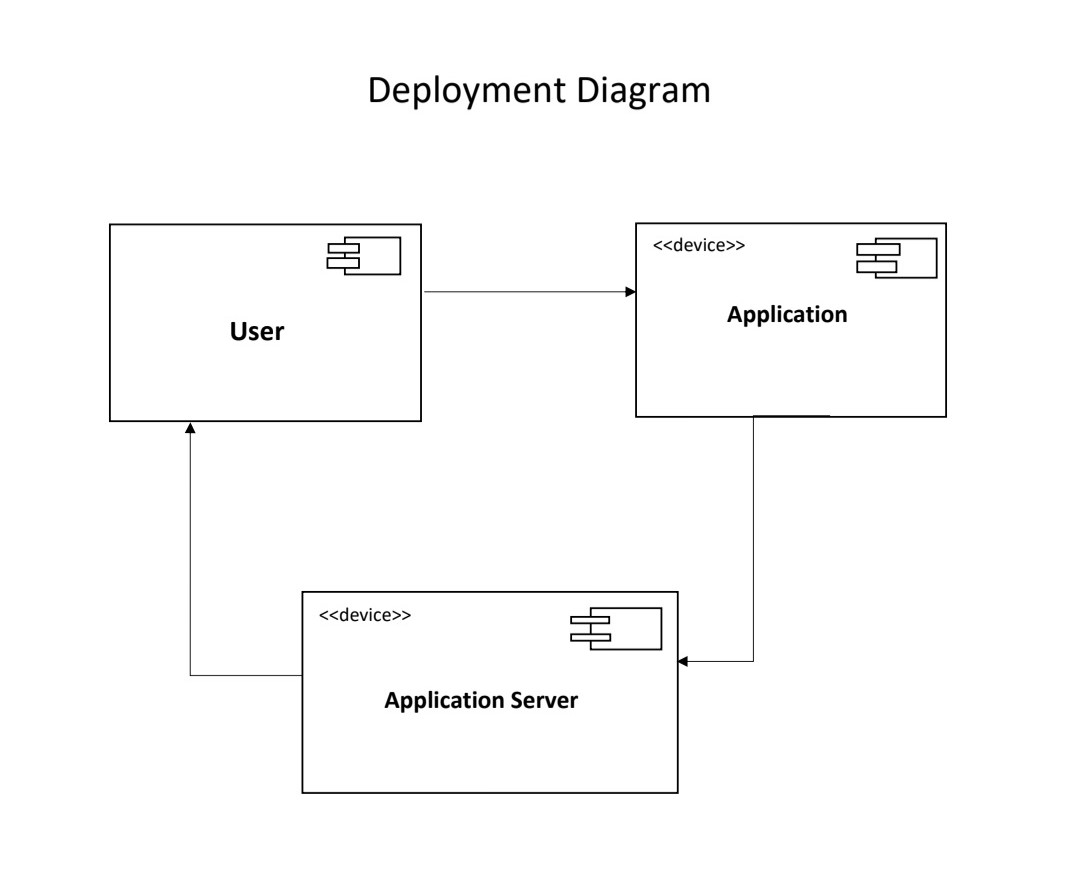 Deployment Diagram
User
<<device>>
Application
<<device>>
Application Server